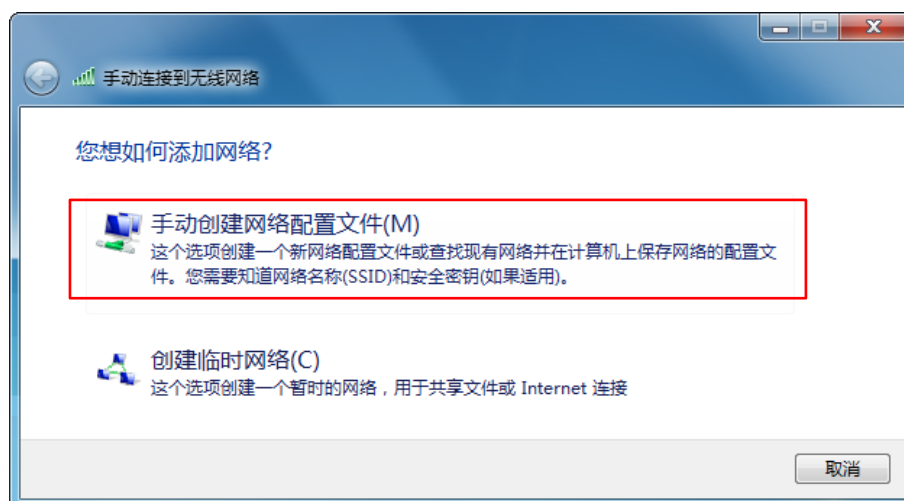 手动连接到无线网络
您想如何添加网络?
手动创建网络配置文件(M)
这个选项创建一个新网络配置文件或查找现有网络并在计算机上保存网络的配置文
件。您需要知道网络名称(SSID)和安全密钥(如果适用)。
创建临时网络(C)
这个选项创建一个暂时的网络，用于共享文件或 Internet 连接
取消